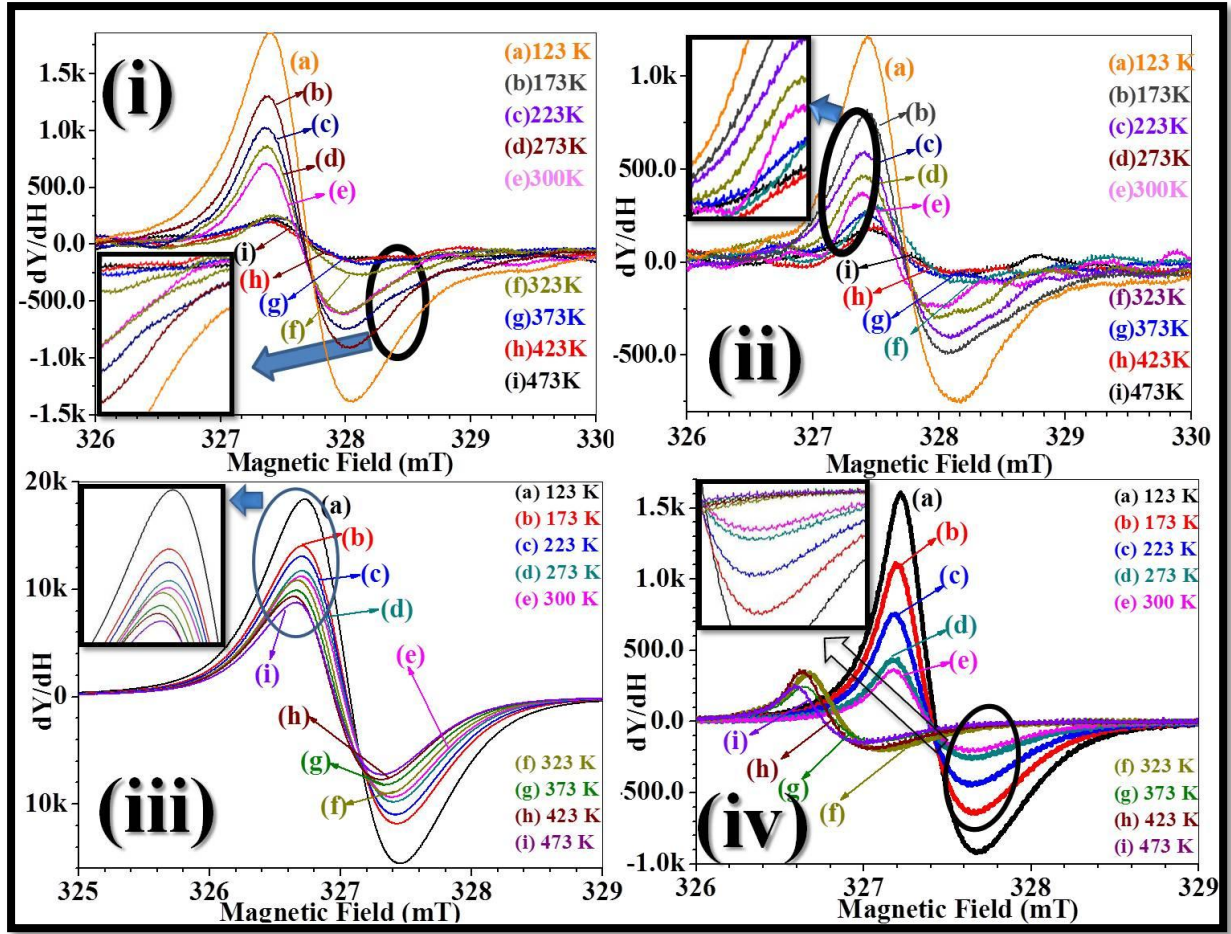 (i)
dY/dH
1.5k
1.0k
500.0
0.0
-500.0
-1.0k
-1.5k
(a)
(b)
(c)
(d)
(e)
(i)
(h)
(g)
(f)
(a)123 K
(b)173K
(c)223K
(d)273K
(e)300K
(f)323K
(g)373K
(h)423K
(i)473K
326 327 328 329 330
Magnetic Field (mT)
(ii)
dY/dH
1.0k
500.0
0.0
-500.0
(a)
(b)
(c)
(d)
(e)
(i)
(h)
(g)
(f)
(a)123 K
(b)173K
(c)223K
(d)273K
(e)300K
(f)323K
(g)373K
(h)423K
(i)473K
326 327 328 329 330
Magnetic Field (mT)
(iii)
dY/dH
20k
10k
0
10k
(a)
(b)
(c)
(d)
(e)
(i)
(h)
(g)
(f)
(a) 123 K
(b) 173 K
(c) 223 K
(d) 273 K
(e) 300 K
(f) 323 K
(g) 373 K
(h) 423 K
(i) 473 K
325 326 327 328 329
Magnetic Field (mT)
(iv)
dY/dH
1.5k
1.0k
500.0
0.0
-500.0
-1.0k
(a)
(b)
(c)
(d)
(e)
(i)
(h)
(g)
(f)
(a) 123 K
(b) 173 K
(c) 223 K
(d) 273 K
(e) 300 K
(f) 323 K
(g) 373 K
(h) 423 K
(i) 473 K
326 327 328 329
Magnetic Field (mT)